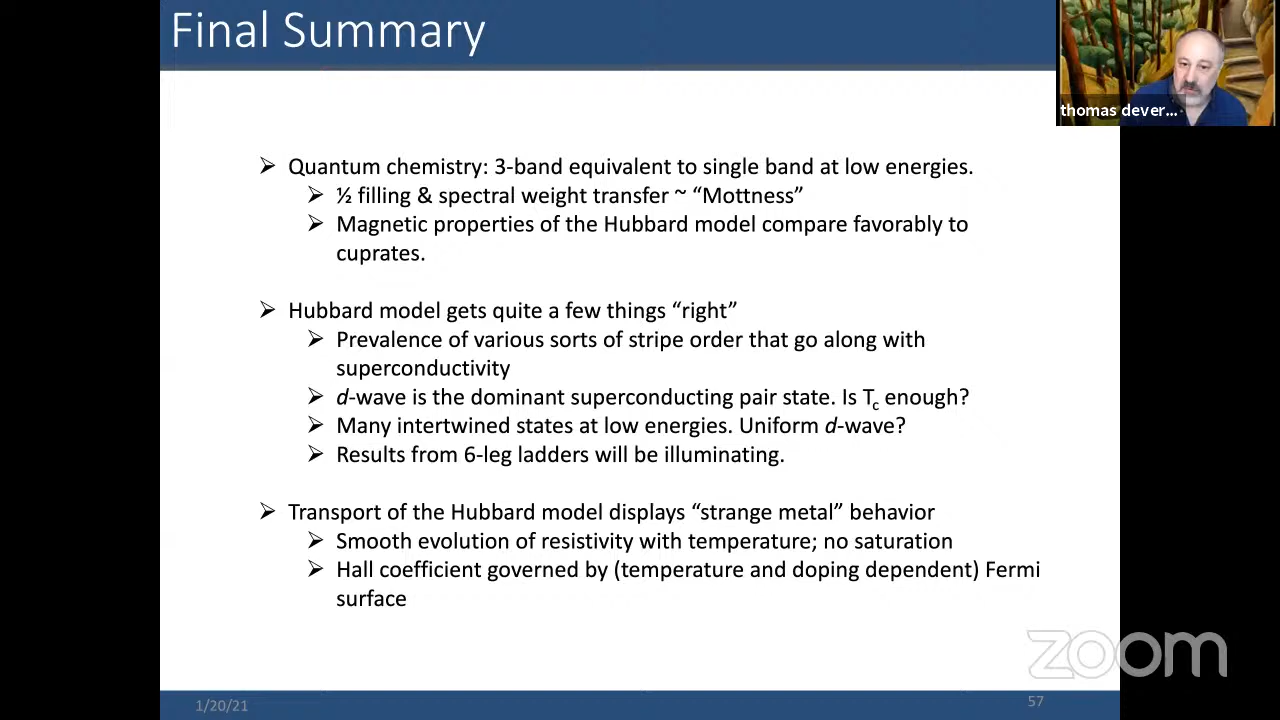 Final Summary
thomas dever...
➢ Quantum chemistry: 3-band equivalent to single band at low energies.
➢ ½ filling & spectral weight transfer ~ “Mottness”
➢ Magnetic properties of the Hubbard model compare favorably to
cuprates.
➢ Hubbard model gets quite a few things “right”
➢ Prevalence of various sorts of stripe order that go along with
superconductivity
➢ d-wave is the dominant superconducting pair state. Is Tc enough?
➢ Many intertwined states at low energies. Uniform d-wave?
➢ Results from 6-leg ladders will be illuminating.
➢ Transport of the Hubbard model displays “strange metal” behavior
➢ Smooth evolution of resistivity with temperature; no saturation
➢ Hall coefficient governed by (temperature and doping dependent) Fermi
surface
zoom
1/20/21
57